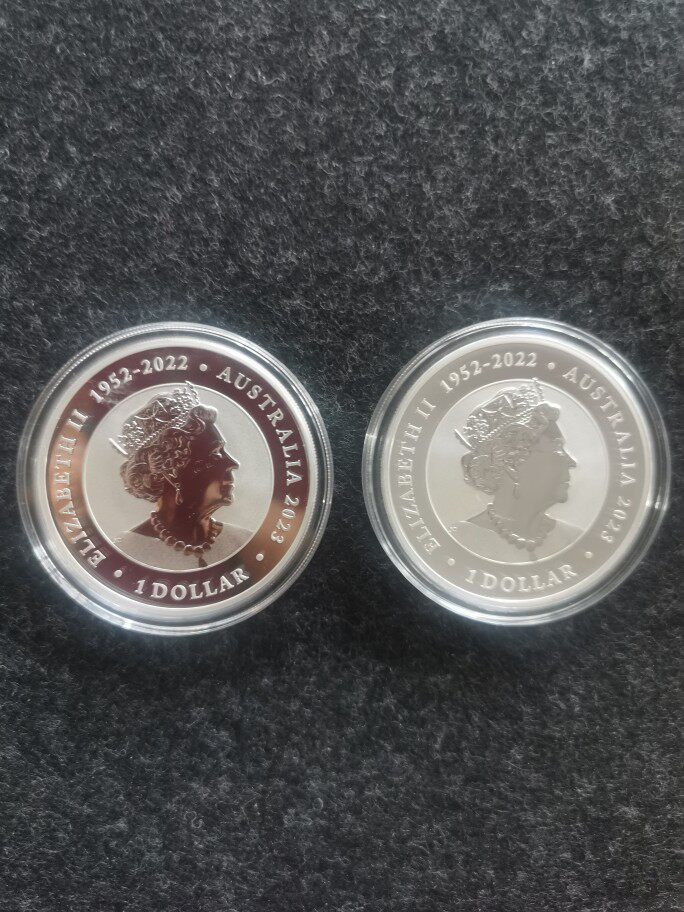 ELIZABETH II 1952-2022 • AUSTRALIA 2023 •
1 DOLLAR •
ELIZABETH II 1952-2022 • AUSTRALIA 2023 •
1 DOLLAR •